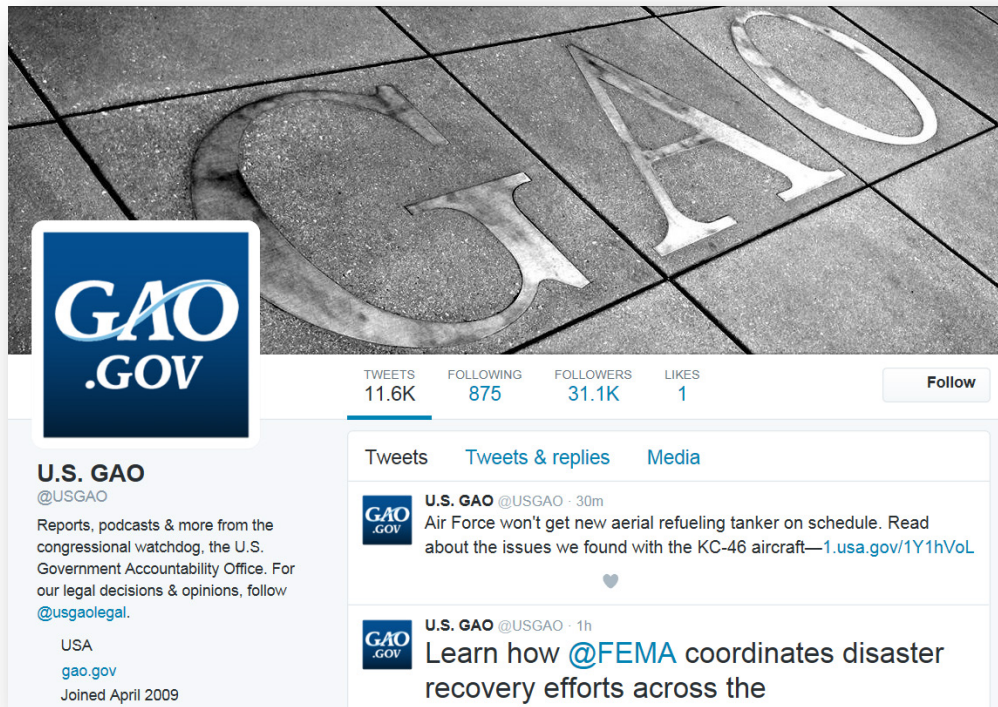 GAO
GAO
.GOV
TWEETS FOLLOWING FOLLOWERS LIKES
11.6K 875 31.1K 1
Follow
U.S. GAO
@USGAO
Reports, podcasts & more from the
congressional watchdog, the U.S.
Government Accountability Office. For
our legal decisions & opinions, follow
@usgaolegal.
USA
gao.gov
Joined April 2009
Tweets Tweets & replies Media
GAO
.GOV
U.S. GAO @USGAO · 30m
Air Force won't get new aerial refueling tanker on schedule. Read
about the issues we found with the KC-46 aircraft—1.usa.gov/1Y1hVoL
GAO
.GOV
U.S. GAO @USGAO · 1h
Learn how @FEMA coordinates disaster
recovery efforts across the